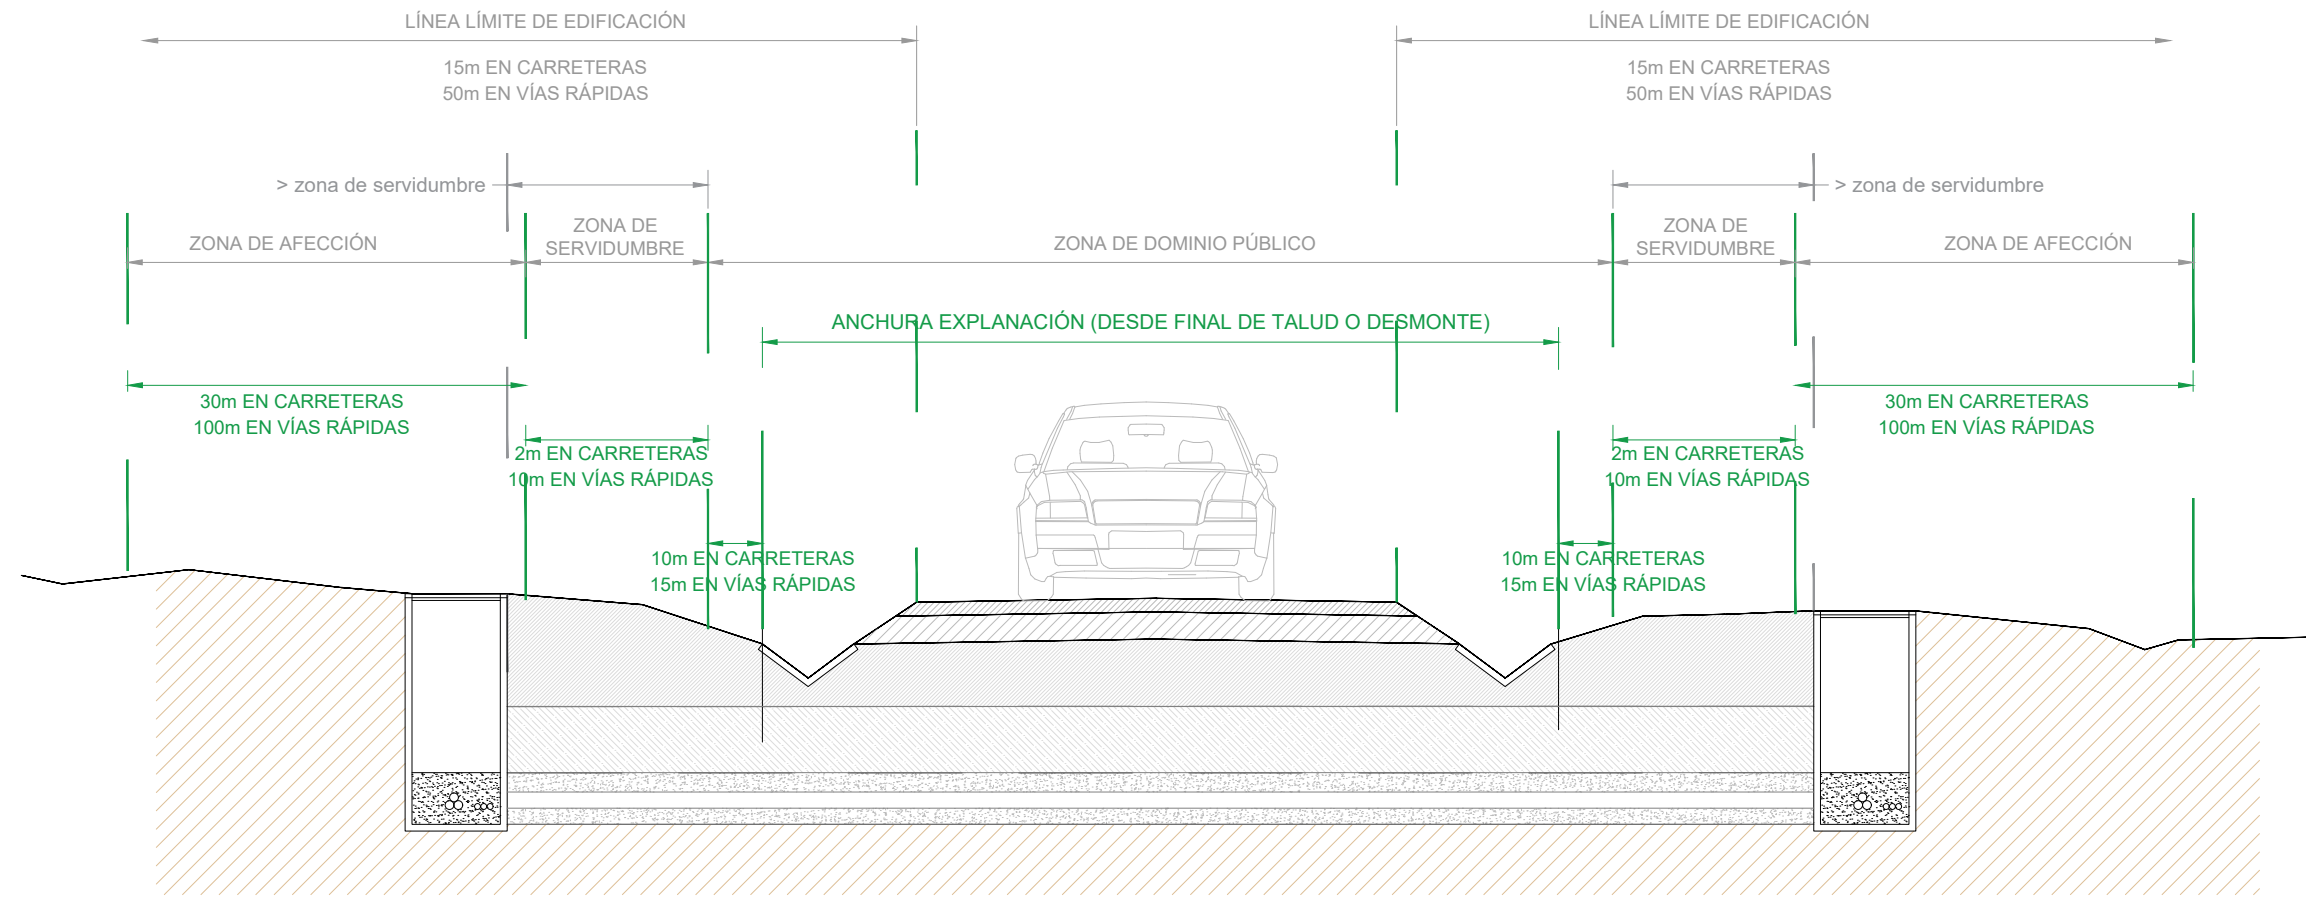 LÍNEA LÍMITE DE EDIFICACIÓN
LÍNEA LÍMITE DE EDIFICACIÓN
15m EN CARRETERAS
50m EN VÍAS RÁPIDAS
15m EN CARRETERAS
50m EN VÍAS RÁPIDAS
> zona de servidumbre
> zona de servidumbre
ZONA DE AFECCIÓN
ZONA DE
SERVIDUMBRE
ZONA DE DOMINIO PÚBLICO
ZONA DE
SERVIDUMBRE
ZONA DE AFECCIÓN
ANCHURA EXPLANACIÓN (DESDE FINAL DE TALUD O DESMONTE)
30m EN CARRETERAS
100m EN VÍAS RÁPIDAS
30m EN CARRETERAS
100m EN VÍAS RÁPIDAS
2m EN CARRETERAS
10m EN VÍAS RÁPIDAS
2m EN CARRETERAS
10m EN VÍAS RÁPIDAS
10m EN CARRETERAS
15m EN VÍAS RÁPIDAS
10m EN CARRETERAS
15m EN VÍAS RÁPIDAS